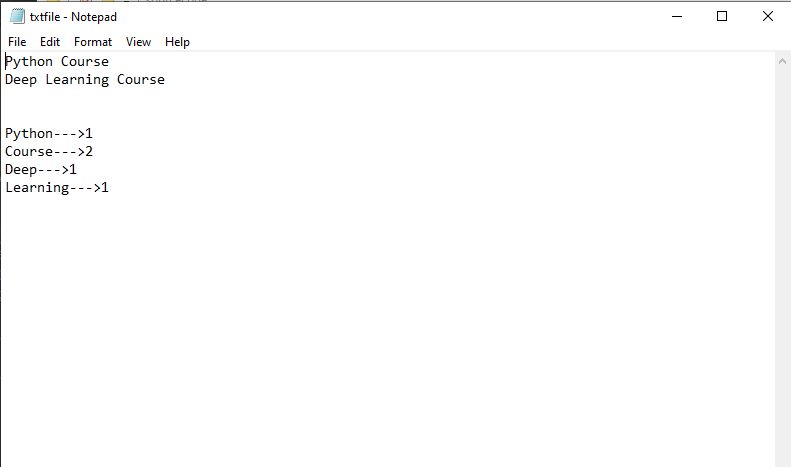 txtfile - Notepad
File Edit Format View Help
Python Course
Deep Learning Course
Python--->1
Course--->2
Deep--->1
Learning--->1